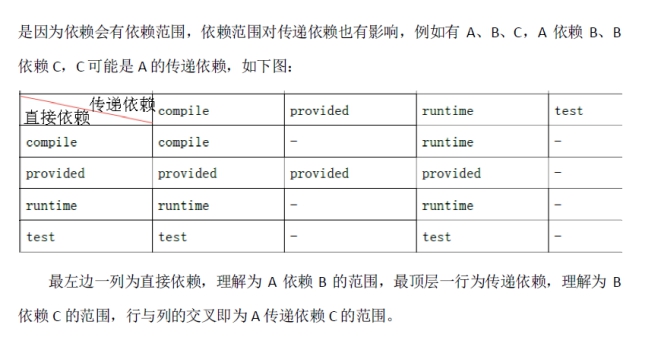 是因为依赖会有依赖范围，依赖范围对传递依赖也有影响，例如有 A、B、C，A 依赖 B、B
依赖 C，C 可能是 A 的传递依赖，如下图：
传递依赖
直接依赖 compile provided runtime test
compile compile - runtime -
provided provided provided provided -
runtime runtime - runtime -
test test - test -
最左边一列为直接依赖，理解为 A 依赖 B 的范围，最顶层一行为传递依赖，理解为 B
依赖 C 的范围，行与列的交叉即为 A 传递依赖 C 的范围。